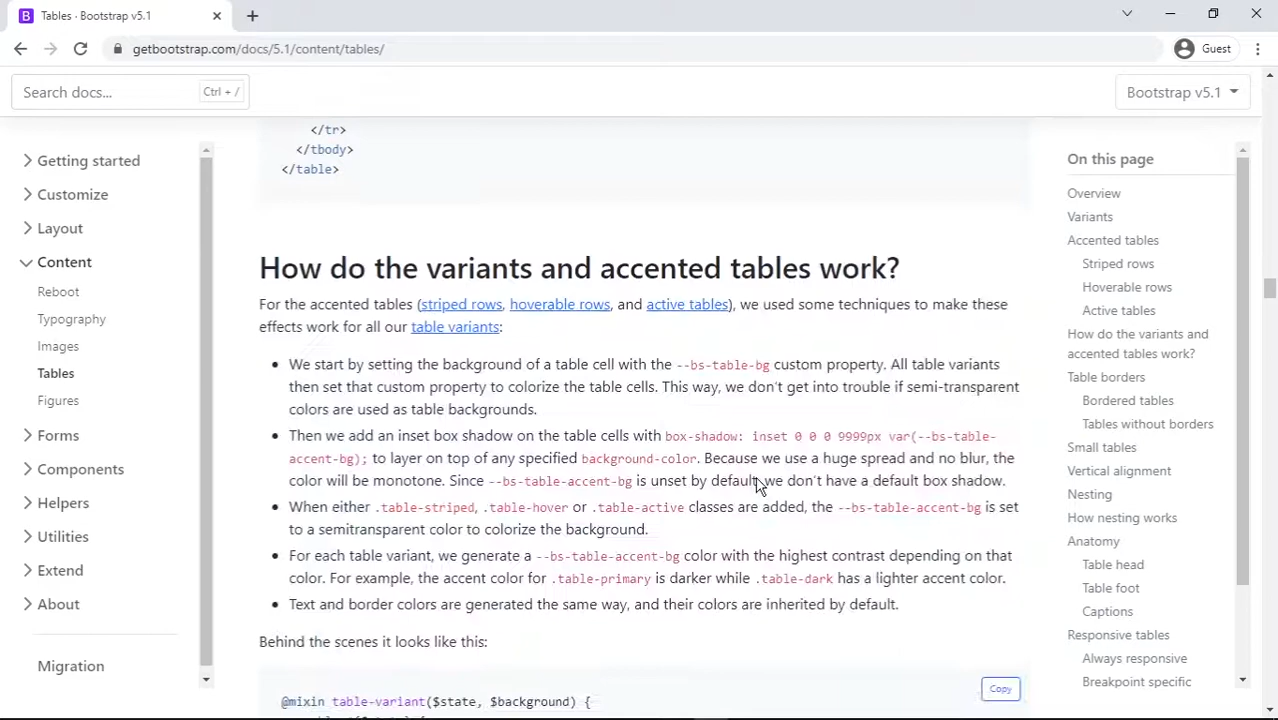 Tables · Bootstrap v5.1
getbootstrap.com/docs/5.1/content/tables/
Guest
Search docs...
Ctrl + /
Bootstrap v5.1
Getting started
Customize
Layout
Content
Reboot
Typography
Images
Tables
Figures
Forms
Components
Helpers
Utilities
Extend
About
Migration
</tr>
</tbody>
</table>
How do the variants and accented tables work?
For the accented tables (striped rows, hoverable rows, and active tables), we used some techniques to make these
effects work for all our table variants:
• We start by setting the background of a table cell with the --bs-table-bg custom property. All table variants
then set that custom property to colorize the table cells. This way, we don't get into trouble if semi-transparent
colors are used as table backgrounds.
• Then we add an inset box shadow on the table cells with box-shadow: inset 0 0 0 9999px var(--bs-table-
accent-bg); to layer on top of any specified background-color. Because we use a huge spread and no blur, the
color will be monotone. Since --bs-table-accent-bg is unset by default, we don't have a default box shadow.
• When either .table-striped, .table-hover or .table-active classes are added, the --bs-table-accent-bg is set
to a semitransparent color to colorize the background.
• For each table variant, we generate a --bs-table-accent-bg color with the highest contrast depending on that
color. For example, the accent color for .table-primary is darker while .table-dark has a lighter accent color.
• Text and border colors are generated the same way, and their colors are inherited by default.
Behind the scenes it looks like this:
Copy
@mixin table-variant($state, $background) {
On this page
Overview
Variants
Accented tables
Striped rows
Hoverable rows
Active tables
How do the variants and
accented tables work?
Table borders
Bordered tables
Tables without borders
Small tables
Vertical alignment
Nesting
How nesting works
Anatomy
Table head
Table foot
Captions
Responsive tables
Always responsive
Breakpoint specific